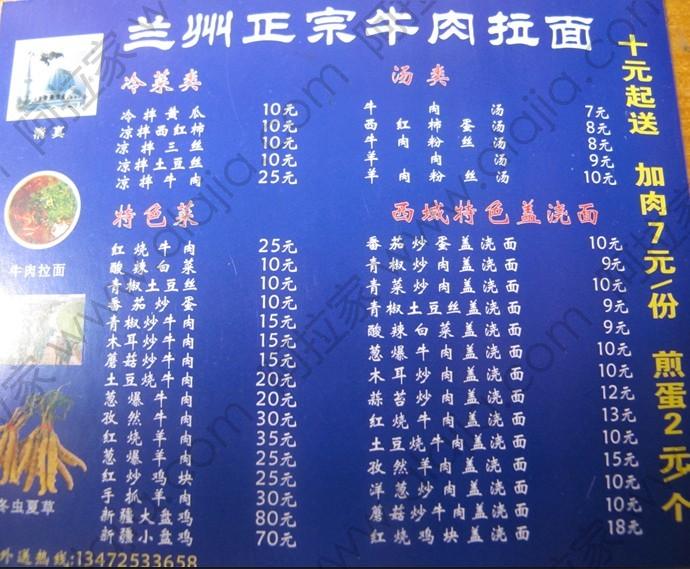 兰州正宗牛肉拉面
冷菜类
冷拌黄瓜 10元
凉拌西红柿 10元
凉拌三丝 10元
凉拌土豆丝 10元
凉拌牛肉 25元
汤类
牛肉汤 7元
西红柿蛋汤 8元
牛肉粉丝汤 8元
羊肉汤 9元
羊肉粉丝汤 10元
特色菜
红烧牛肉 25元
酸辣白菜 10元
青椒土豆丝 10元
番茄炒蛋 10元
青椒炒牛肉 15元
木耳炒牛肉 15元
蘑菇炒牛肉 15元
土豆烧牛肉 20元
葱爆牛肉 20元
孜然牛肉 30元
红烧羊肉 35元
葱爆羊肉 25元
红炒鸡块 25元
手抓羊肉 30元
新疆大盘鸡 80元
新疆小盘鸡 70元
西域特色盖浇面
番茄炒蛋盖浇面 10元
青椒炒肉盖浇面 9元
青菜炒肉盖浇面 10元
青椒土豆丝盖浇面 9元
酸辣白菜盖浇面 9元
葱爆牛肉盖浇面 10元
木耳炒肉盖浇面 10元
蒜苔炒肉盖浇面 12元
红烧牛肉盖浇面 13元
土豆烧牛肉盖浇面 10元
孜然羊肉盖浇面 15元
洋葱炒肉盖浇面 10元
蘑菇炒牛肉盖浇面 10元
红烧鸡块盖浇面 18元
十元起送 加肉7元/份 煎蛋2元/个
清宴
牛肉拉面
冬虫夏草
外送热线:13472533658
阿拉家 www.alajia.com